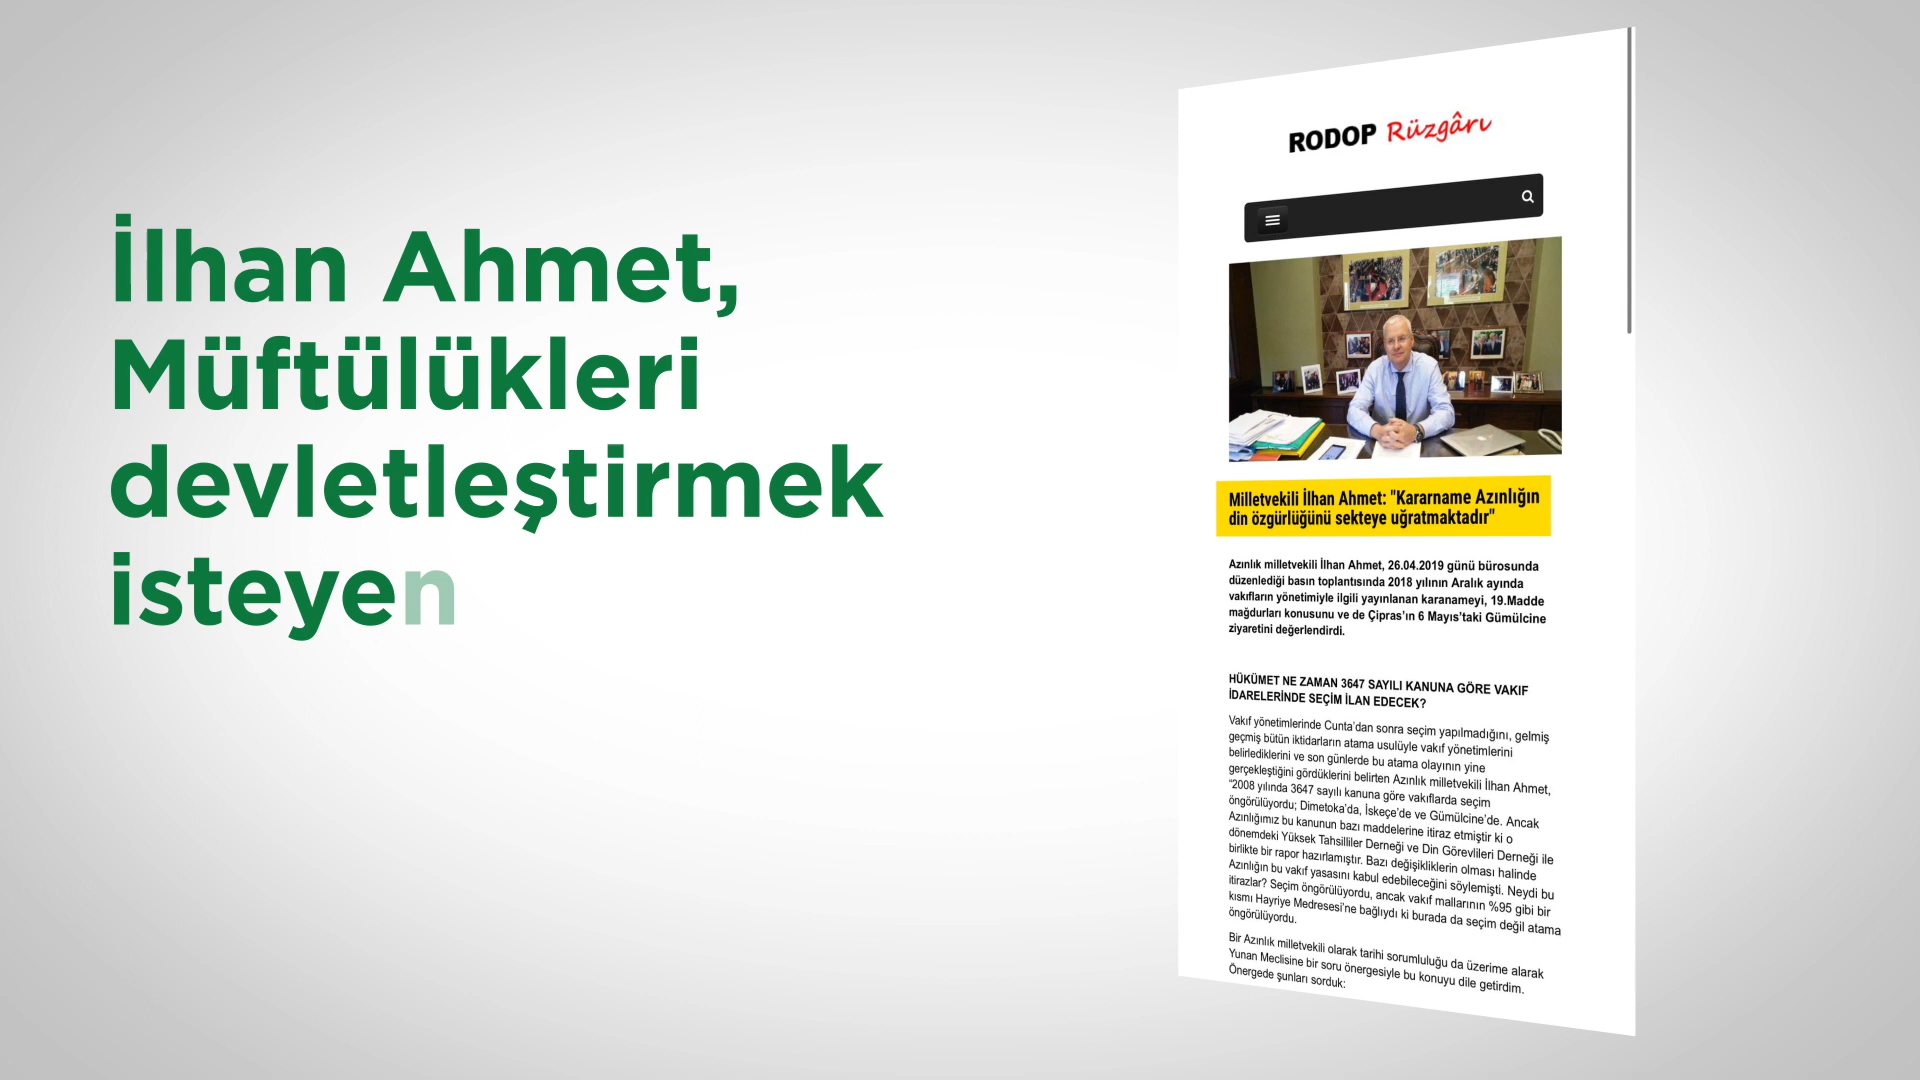 İlhan Ahmet,
Müftülükleri
devletleştirmek
isteyen
RODOP Rüzgârı
Milletvekili İlhan Ahmet: "Kararname Azınlığın
din özgürlüğünü sekteye uğratmaktadır"
Azınlık milletvekili İlhan Ahmet, 26.04.2019 günü bürosunda
düzenlediği basın toplantısında 2018 yılının Aralık ayında
vakıfların yönetimiyle ilgili yayınlanan karanameyi, 19.Madde
mağdurları konusunu ve de Çipras’ın 6 Mayıs’taki Gümülcine
ziyaretini değerlendirdi.
HÜKÜMET NE ZAMAN 3647 SAYILI KANUNA GÖRE VAKIF
İDARELERİNDE SEÇİM İLAN EDECEK?
Vakıf yönetimlerinde Cunta’dan sonra seçim yapılmadığını, gelmiş
geçmiş bütün iktidarların atama usulüyle vakıf yönetimlerini
belirlediklerini ve son günlerde bu atama olayının yine
gerçekleştiğini gördüklerini belirten Azınlık milletvekili İlhan Ahmet,
“2008 yılında 3647 sayılı kanuna göre vakıflarda seçim
öngörülüyordu; Dimetoka’da, İskeçe’de ve Gümülcine’de. Ancak
Azınlığımız bu kanunun bazı maddelerine itiraz etmiştir ki o
dönemdeki Yüksek Tahsilliler Derneği ve Din Görevlileri Derneği ile
birlikte bir rapor hazırlamıştır. Bazı değişikliklerin olması halinde
Azınlığın bu vakıf yasasını kabul edebileceğini söylemişti. Neydi bu
itirazlar? Seçim öngörülüyordu, ancak vakıf mallarının %95 gibi bir
kısmı Hayriye Medresesi’ne bağlıydı ki burada da seçim değil atama
öngörülüyordu.
Bir Azınlık milletvekili olarak tarihi sorumluluğu da üzerime alarak
Yunan Meclisine bir soru önergesiyle bu konuyu dile getirdim.
Önergede şunları sorduk: